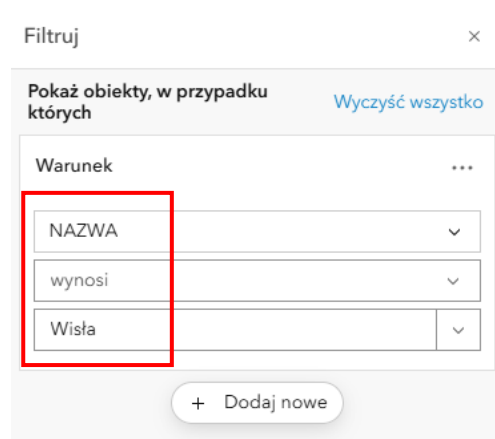 Filtruj
Pokaż obiekty, w przypadku
których
Wyczyść wszystko
Warunek
NAZWA
wynosi
Wisła
+ Dodaj nowe